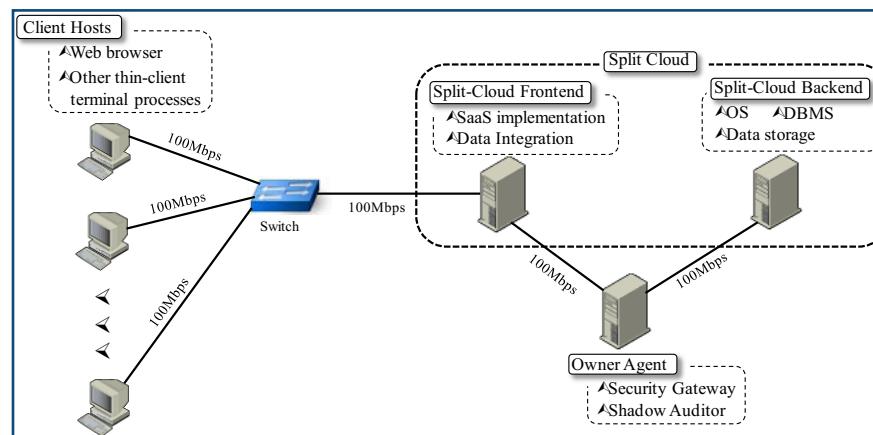 Client Hosts
Web browser
Other thin-client
terminal processes
Split Cloud
Split-Cloud Frontend
SaaS implementation
Data Integration
Split-Cloud Backend
OS DBMS
Data storage
100Mbps
100Mbps
100Mbps
Switch
100Mbps
100Mbps
100Mbps
Owner Agent
Security Gateway
Shadow Auditor